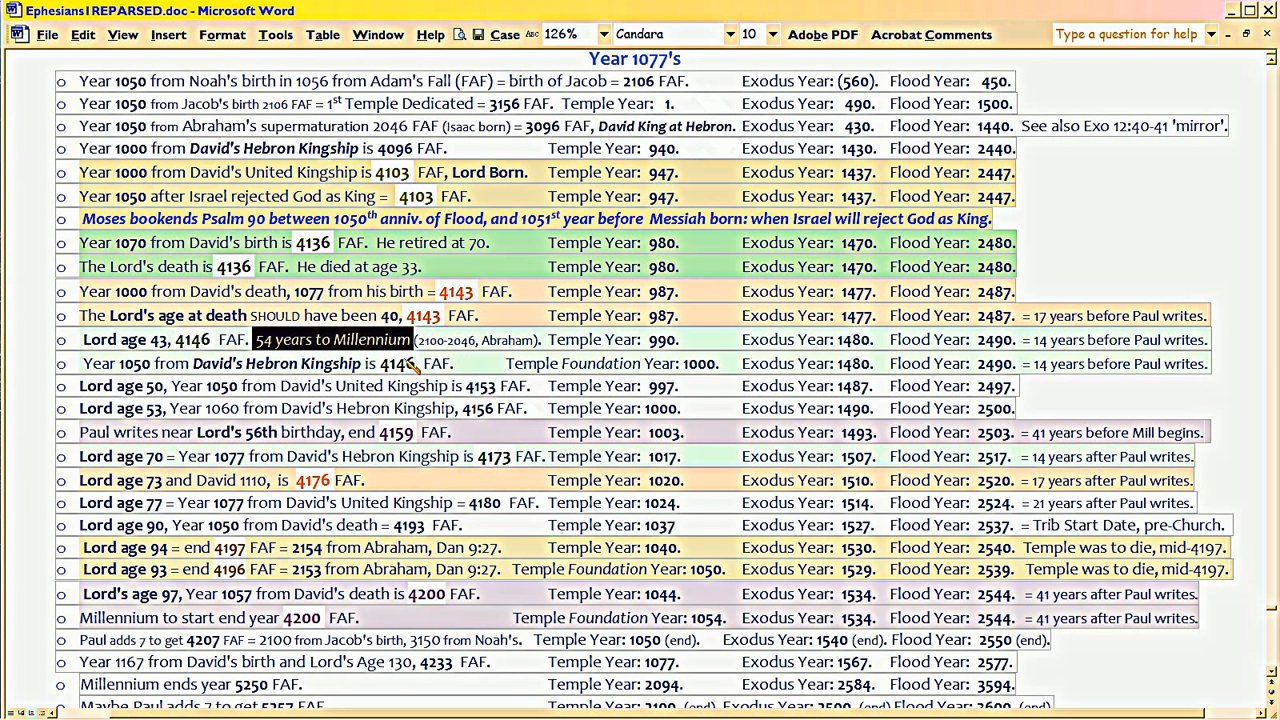 Ephesians1REPARSED.doc - Microsoft Word
File Edit View Insert Format Tools Table Window Help Case 126% Candara 10 Adobe PDF Acrobat Comments Type a question for help
Year 1077's
o Year 1050 from Noah's birth in 1056 from Adam's Fall (FAF) = birth of Jacob = 2106 FAF. Exodus Year: (560). Flood Year: 450.
o Year 1050 from Jacob's birth 2106 FAF = 1st Temple Dedicated = 3156 FAF. Temple Year: 1. Exodus Year: 490. Flood Year: 1500.
o Year 1050 from Abraham's supermaturation 2046 FAF (Isaac born) = 3096 FAF, David King at Hebron. Exodus Year: 430. Flood Year: 1440. See also Exo 12:40-41 'mirror'.
o Year 1000 from David's Hebron Kingship is 4096 FAF. Temple Year: 940. Exodus Year: 1430. Flood Year: 2440.
o Year 1000 from David's United Kingship is 4103 FAF, Lord Born. Temple Year: 947. Exodus Year: 1437. Flood Year: 2447.
o Year 1050 after Israel rejected God as King = 4103 FAF. Temple Year: 947. Exodus Year: 1437. Flood Year: 2447.
o Moses bookends Psalm 90 between 1050th anniv. of Flood, and 1051st year before Messiah born: when Israel will reject God as King.
o Year 1070 from David's birth is 4136 FAF. He retired at 70. Temple Year: 980. Exodus Year: 1470. Flood Year: 2480.
o The Lord's death is 4136 FAF. He died at age 33. Temple Year: 980. Exodus Year: 1470. Flood Year: 2480.
o Year 1000 from David's death, 1077 from his birth = 4143 FAF. Temple Year: 987. Exodus Year: 1477. Flood Year: 2487.
o The Lord's age at death SHOULD have been 40, 4143 FAF. Temple Year: 987. Exodus Year: 1477. Flood Year: 2487. = 17 years before Paul writes.
o Lord age 43, 4146 FAF. 54 years to Millennium (2100-2046, Abraham). Temple Year: 990. Exodus Year: 1480. Flood Year: 2490. = 14 years before Paul writes.
o Year 1050 from David's Hebron Kingship is 4146 FAF. Temple Foundation Year: 1000. Exodus Year: 1480. Flood Year: 2490. = 14 years before Paul writes.
o Lord age 50, Year 1050 from David's United Kingship is 4153 FAF. Temple Year: 997. Exodus Year: 1487. Flood Year: 2497.
o Lord age 53, Year 1060 from David's Hebron Kingship, 4156 FAF. Temple Year: 1000. Exodus Year: 1490. Flood Year: 2500.
o Paul writes near Lord's 56th birthday, end 4159 FAF. Temple Year: 1003. Exodus Year: 1493. Flood Year: 2503. = 41 years before Mill begins.
o Lord age 70 = Year 1077 from David's Hebron Kingship is 4173 FAF. Temple Year: 1017. Exodus Year: 1507. Flood Year: 2517. = 14 years after Paul writes.
o Lord age 73 and David 1110, is 4176 FAF. Temple Year: 1020. Exodus Year: 1510. Flood Year: 2520. = 17 years after Paul writes.
o Lord age 77 = Year 1077 from David's United Kingship = 4180 FAF. Temple Year: 1024. Exodus Year: 1514. Flood Year: 2524. = 21 years after Paul writes.
o Lord age 90, Year 1050 from David's death = 4193 FAF. Temple Year: 1037 Exodus Year: 1527. Flood Year: 2537. = Trib Start Date, pre-Church.
o Lord age 94 = end 4197 FAF = 2154 from Abraham, Dan 9:27. Temple Year: 1040. Exodus Year: 1530. Flood Year: 2540. Temple was to die, mid-4197.
o Lord age 93 = end 4196 FAF = 2153 from Abraham, Dan 9:27. Temple Foundation Year: 1050. Exodus Year: 1529. Flood Year: 2539. Temple was to die, mid-4197.
o Lord's age 97, Year 1057 from David's death is 4200 FAF. Temple Year: 1044. Exodus Year: 1534. Flood Year: 2544. = 41 years after Paul writes.
o Millennium to start end year 4200 FAF. Temple Foundation Year: 1054. Exodus Year: 1534. Flood Year: 2544. = 41 years after Paul writes.
o Paul adds 7 to get 4207 FAF = 2100 from Jacob's birth, 3150 from Noah's. Temple Year: 1050 (end). Exodus Year: 1540 (end). Flood Year: 2550 (end).
o Year 1167 from David's birth and Lord's Age 130, 4233 FAF. Temple Year: 1077. Exodus Year: 1567. Flood Year: 2577.
o Millennium ends year 5250 FAF. Temple Year: 2094. Exodus Year: 2584. Flood Year: 3594.
o Maybe Paul adds 7 to get 5257 FAF. Temple Year: